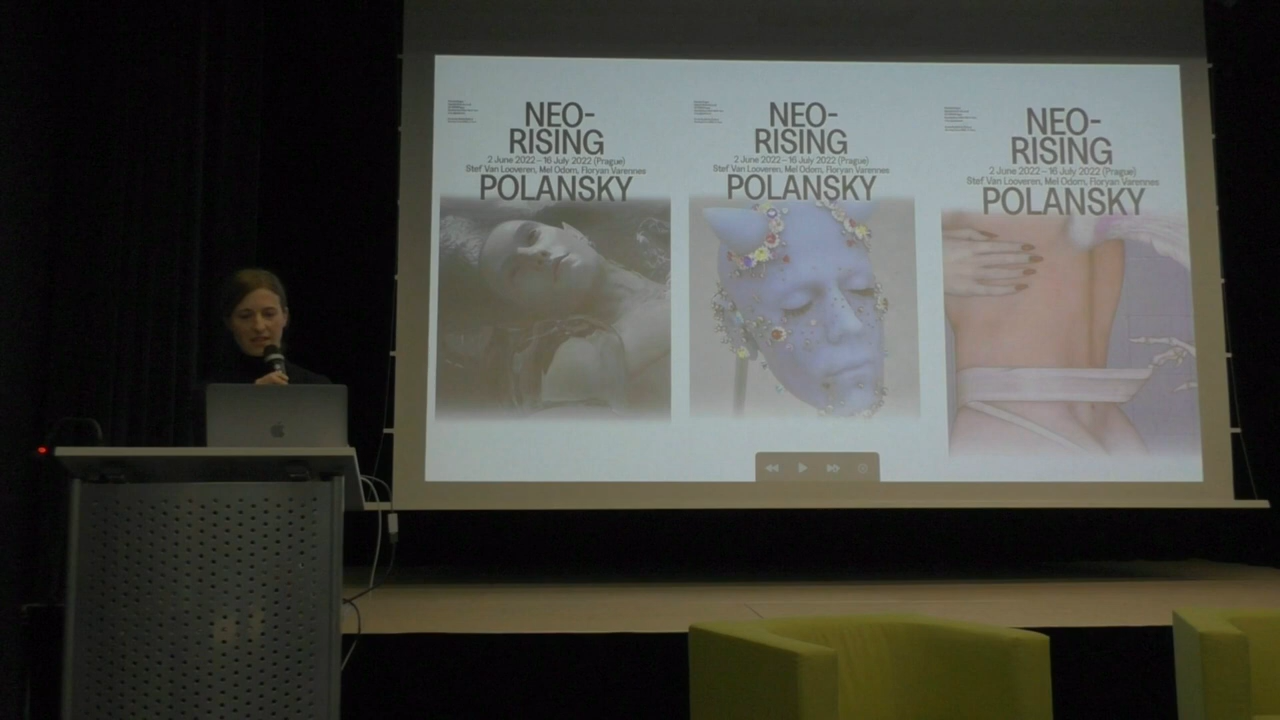 NEO-
RISING
2 June 2022 – 16 July 2022 (Prague)
Stef Van Looveren, Mel Odom, Floryan Varennes
POLANSKY
NEO-
RISING
2 June 2022 – 16 July 2022 (Prague)
Stef Van Looveren, Mel Odom, Floryan Varennes
POLANSKY
NEO-
RISING
2 June 2022 – 16 July 2022 (Prague)
Stef Van Looveren, Mel Odom, Floryan Varennes
POLANSKY